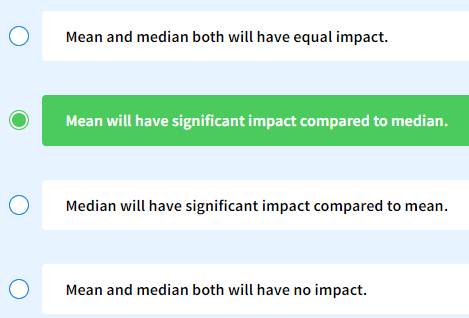 Mean and median both will have equal impact.
Mean will have significant impact compared to median.
Median will have significant impact compared to mean.
Mean and median both will have no impact.